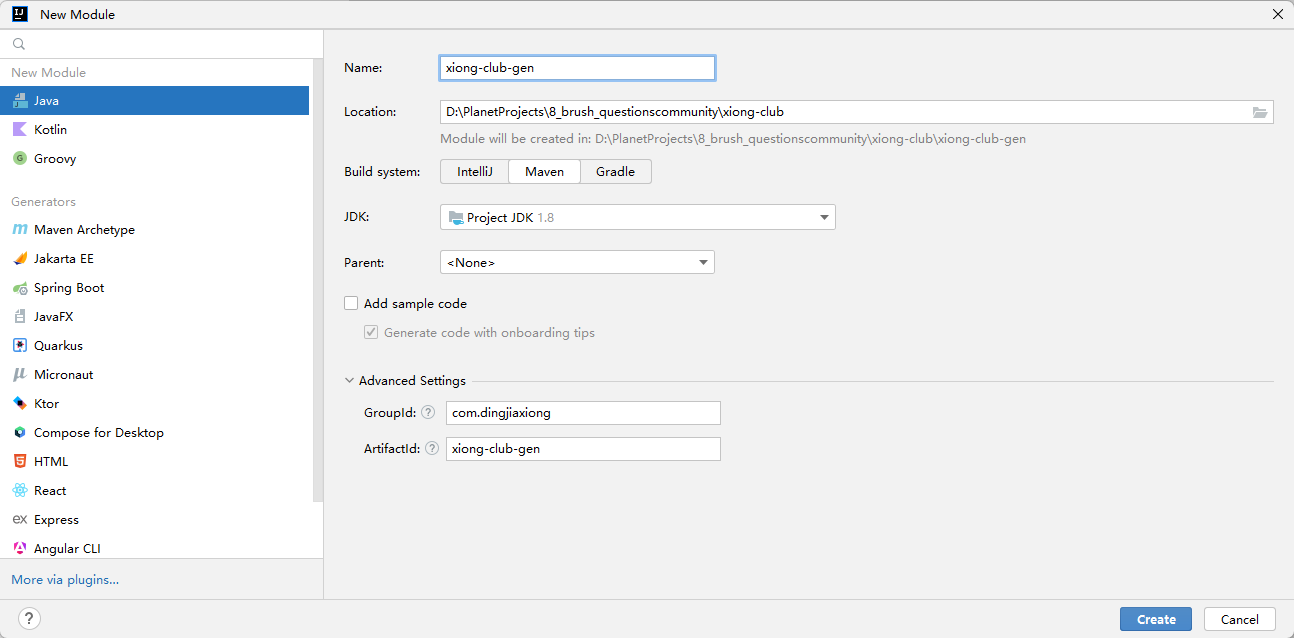 New Module
New Module
Java
Kotlin
G Groovy
Generators
m Maven Archetype
Jakarta EE
Spring Boot
JavaFX
Quarkus
μ Micronaut
Ktor
Compose for Desktop
HTML
React
ex Express
Angular CLI
More via plugins...
Name: xiong-club-gen
Location: D:\PlanetProjects\8_brush_questionscommunity\xiong-club
Module will be created in: D:\PlanetProjects\8_brush_questionscommunity\xiong-club\xiong-club-gen
Build system: IntelliJ Maven Gradle
JDK: Project JDK 1.8
Parent: <None>
Add sample code
Generate code with onboarding tips
Advanced Settings
GroupId: ? com.dingjiaxiong
ArtifactId: ? xiong-club-gen
? Create Cancel